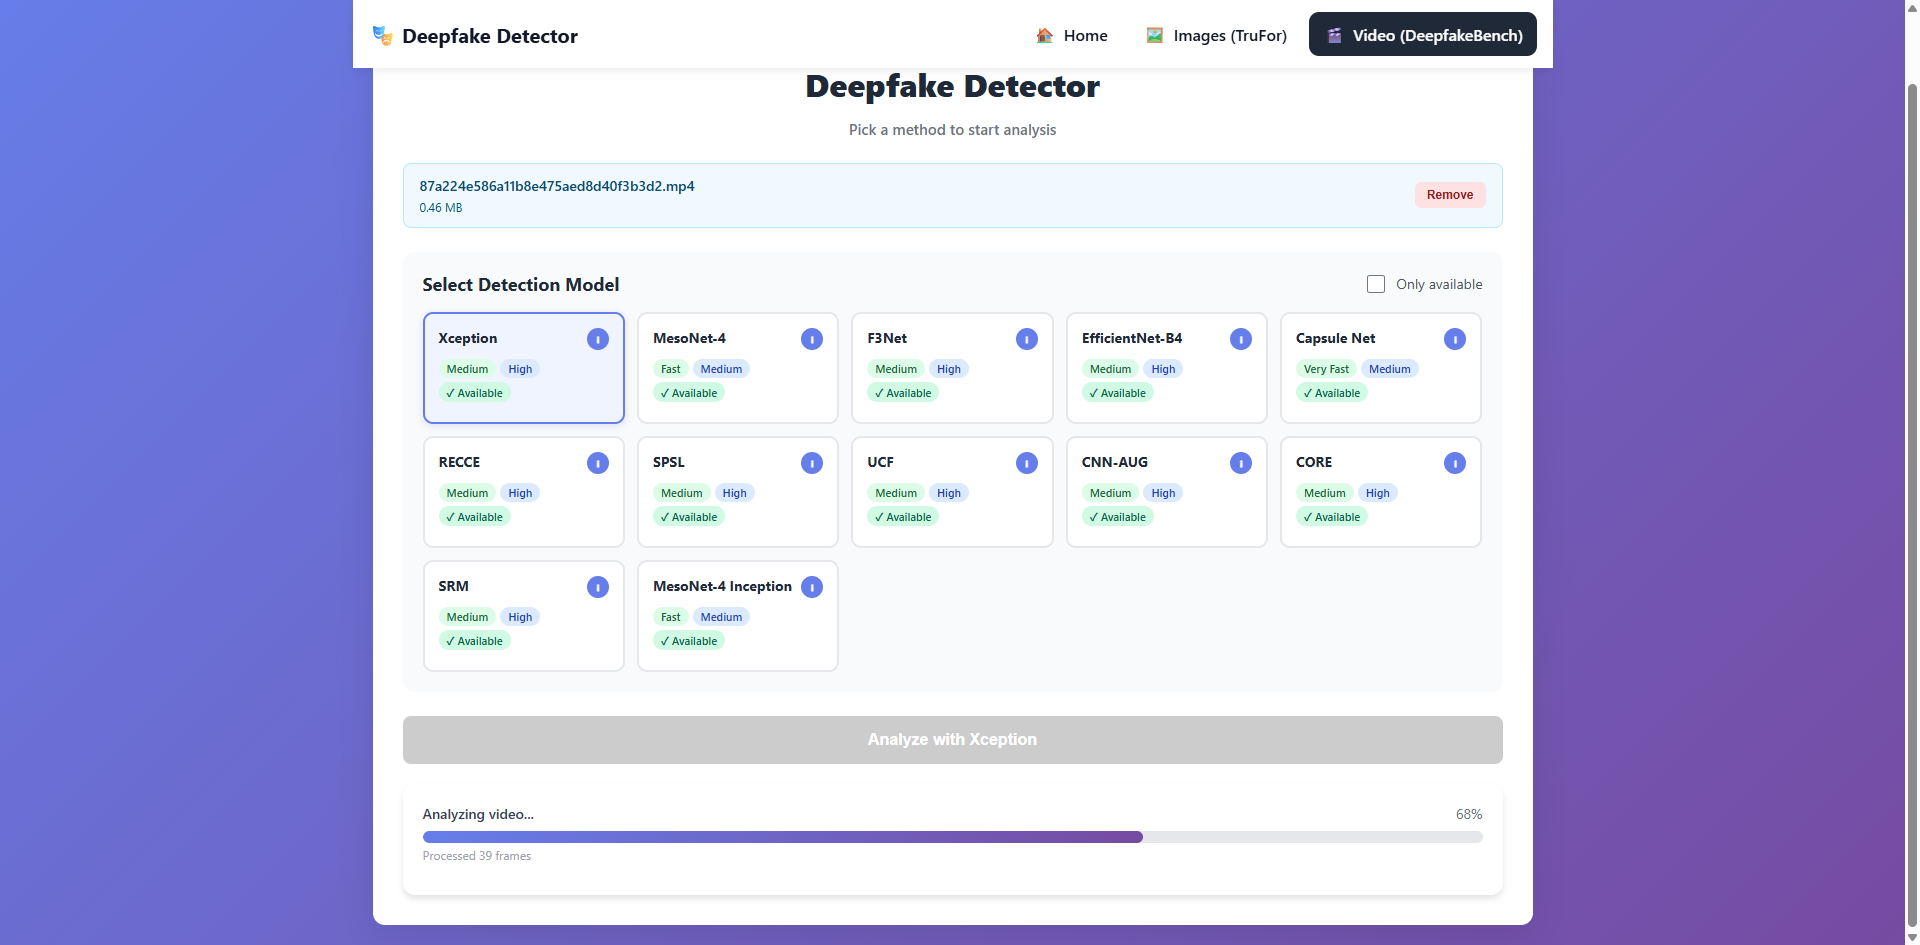 Deepfake Detector
Home
Images (TruFor)
Video (DeepfakeBench)
Deepfake Detector
Pick a method to start analysis
87a224e586a11b8e475aed8d40f3b3d2.mp4
0.46 MB
Remove
Select Detection Model
Only available
Xception
i
Medium High
✓ Available
MesoNet-4
i
Fast Medium
✓ Available
F3Net
i
Medium High
✓ Available
EfficientNet-B4
i
Medium High
✓ Available
Capsule Net
i
Very Fast Medium
✓ Available
RECCE
i
Medium High
✓ Available
SPSL
i
Medium High
✓ Available
UCF
i
Medium High
✓ Available
CNN-AUG
i
Medium High
✓ Available
CORE
i
Medium High
✓ Available
SRM
i
Medium High
✓ Available
MesoNet-4 Inception
i
Fast Medium
✓ Available
Analyze with Xception
Analyzing video...
68%
Processed 39 frames